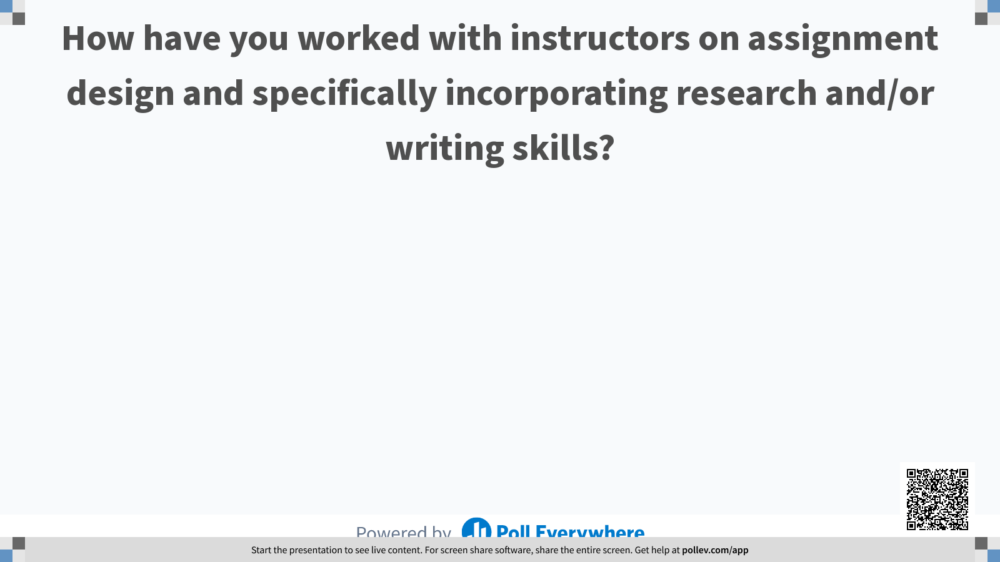 How have you worked with instructors on assignment
design and specifically incorporating research and/or
writing skills?
Powered by Poll Everywhere
Start the presentation to see live content. For screen share software, share the entire screen. Get help at pollev.com/app